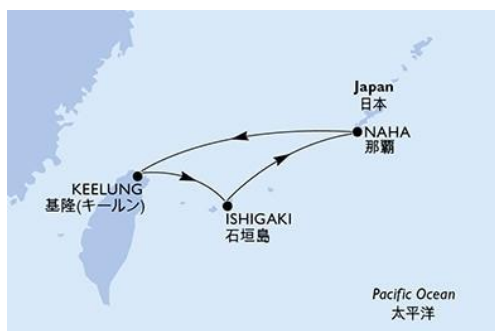 Japan
日本
NAHA
那覇
KEELUNG
基隆(キールン)
ISHIGAKI
石垣島
Pacific Ocean
太平洋